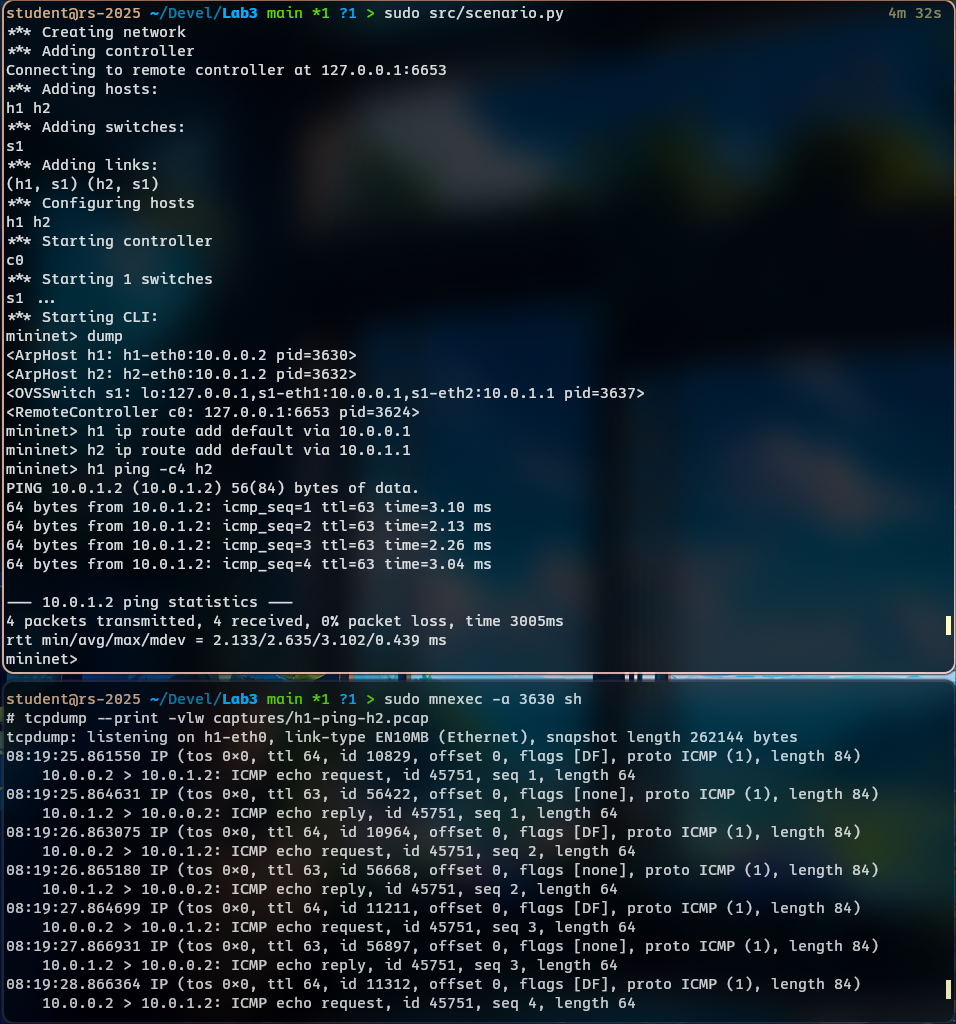 student@rs-2025 ~/Devel/Lab3 main *1 ?1 > sudo src/scenario.py 4m 32s
*** Creating network
*** Adding controller
Connecting to remote controller at 127.0.0.1:6653
*** Adding hosts:
h1 h2
*** Adding switches:
s1
*** Adding links:
(h1, s1) (h2, s1)
*** Configuring hosts
h1 h2
*** Starting controller
c0
*** Starting 1 switches
s1 ...
*** Starting CLI:
mininet> dump
<ArpHost h1: h1-eth0:10.0.0.2 pid=3630>
<ArpHost h2: h2-eth0:10.0.1.2 pid=3632>
<OVSSwitch s1: lo:127.0.0.1,s1-eth1:10.0.0.1,s1-eth2:10.0.1.1 pid=3637>
<RemoteController c0: 127.0.0.1:6653 pid=3624>
mininet> h1 ip route add default via 10.0.0.1
mininet> h2 ip route add default via 10.0.1.1
mininet> h1 ping -c4 h2
PING 10.0.1.2 (10.0.1.2) 56(84) bytes of data.
64 bytes from 10.0.1.2: icmp_seq=1 ttl=63 time=3.10 ms
64 bytes from 10.0.1.2: icmp_seq=2 ttl=63 time=2.13 ms
64 bytes from 10.0.1.2: icmp_seq=3 ttl=63 time=2.26 ms
64 bytes from 10.0.1.2: icmp_seq=4 ttl=63 time=3.04 ms
--- 10.0.1.2 ping statistics ---
4 packets transmitted, 4 received, 0% packet loss, time 3005ms
rtt min/avg/max/mdev = 2.133/2.635/3.102/0.439 ms
mininet>
student@rs-2025 ~/Devel/Lab3 main *1 ?1 > sudo mnexec -a 3630 sh
# tcpdump --print -vlw captures/h1-ping-h2.pcap
tcpdump: listening on h1-eth0, link-type EN10MB (Ethernet), snapshot length 262144 bytes
08:19:25.861550 IP (tos 0x0, ttl 64, id 10829, offset 0, flags [DF], proto ICMP (1), length 84)
10.0.0.2 > 10.0.1.2: ICMP echo request, id 45751, seq 1, length 64
08:19:25.864631 IP (tos 0x0, ttl 63, id 56422, offset 0, flags [none], proto ICMP (1), length 84)
10.0.1.2 > 10.0.0.2: ICMP echo reply, id 45751, seq 1, length 64
08:19:26.863075 IP (tos 0x0, ttl 64, id 10964, offset 0, flags [DF], proto ICMP (1), length 84)
10.0.0.2 > 10.0.1.2: ICMP echo request, id 45751, seq 2, length 64
08:19:26.865180 IP (tos 0x0, ttl 63, id 56668, offset 0, flags [none], proto ICMP (1), length 84)
10.0.1.2 > 10.0.0.2: ICMP echo reply, id 45751, seq 2, length 64
08:19:27.864699 IP (tos 0x0, ttl 64, id 11211, offset 0, flags [DF], proto ICMP (1), length 84)
10.0.0.2 > 10.0.1.2: ICMP echo request, id 45751, seq 3, length 64
08:19:27.866931 IP (tos 0x0, ttl 63, id 56897, offset 0, flags [none], proto ICMP (1), length 84)
10.0.1.2 > 10.0.0.2: ICMP echo reply, id 45751, seq 3, length 64
08:19:28.866364 IP (tos 0x0, ttl 64, id 11312, offset 0, flags [DF], proto ICMP (1), length 84)
10.0.0.2 > 10.0.1.2: ICMP echo request, id 45751, seq 4, length 64